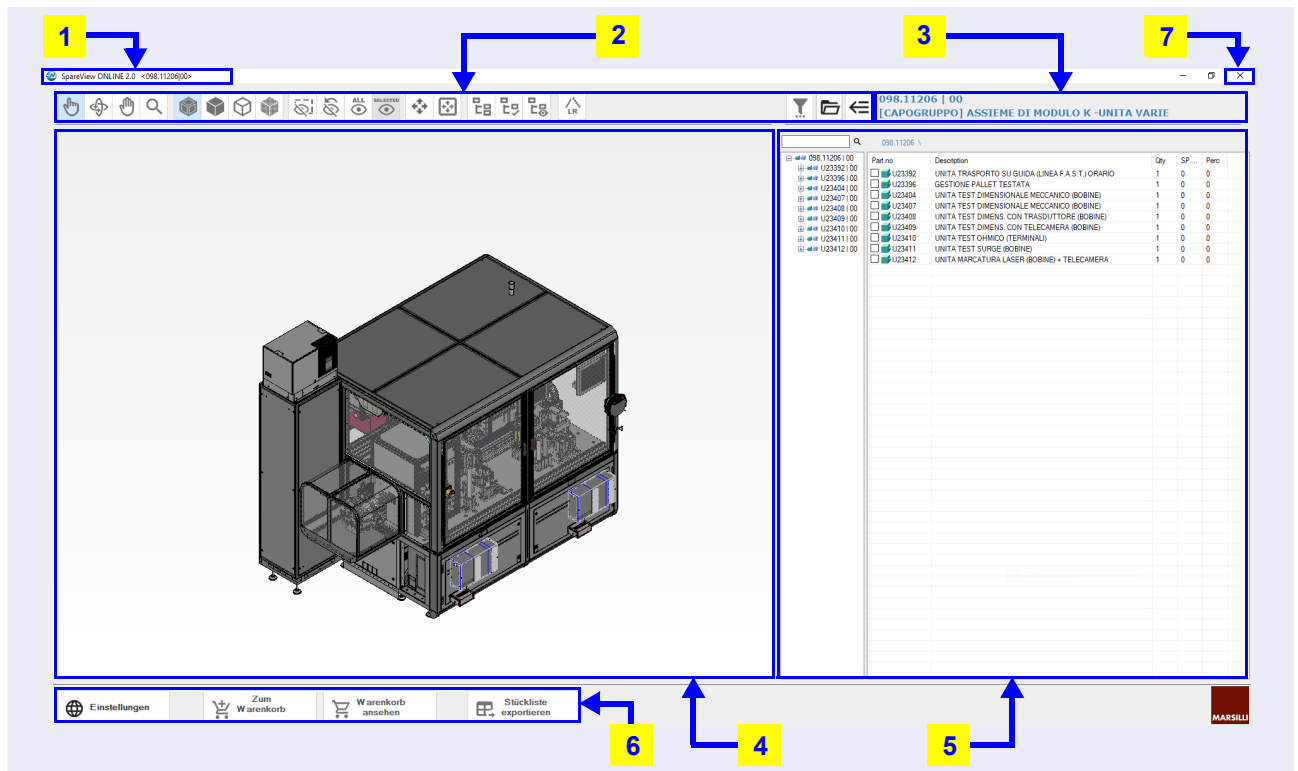 1
2
3
7
SpareView ONLINE 2.0 <098.11206|00>
ALL
SELECTED
LR
098.11206 | 00
[CAPOGRUPPO] ASSIEME DI MODULO K -UNITA VARIE
098.11206 \
098.11206 | 00
U23392 | 00
U23396 | 00
U23404 | 00
U23407 | 00
U23408 | 00
U23409 | 00
U23410 | 00
U23411 | 00
U23412 | 00
Part.no Description Qty SP.... Perc
U23392 UNITA TRASPORTO SU GUIDA (LINEA F.A.S.T.) ORARIO 1 0 0
U23396 GESTIONE PALLET TESTATA 1 0 0
U23404 UNITA TEST DIMENSIONALE MECCANICO (BOBINE) 1 0 0
U23407 UNITA TEST DIMENSIONALE MECCANICO (BOBINE) 1 0 0
U23408 UNITA TEST DIMENS. CON TRASDUTTORE (BOBINE) 1 0 0
U23409 UNITA TEST DIMENS. CON TELECAMERA (BOBINE) 1 0 0
U23410 UNITA TEST OHMICO (TERMINALI) 1 0 0
U23411 UNITA TEST SURGE (BOBINE) 1 0 0
U23412 UNITA MARCATURA LASER (BOBINE) + TELECAMERA 1 0 0
Einstellungen
Zum
Warenkorb
Warenkorb
ansehen
Stückliste
exportieren
MARSILLI
6
4
5